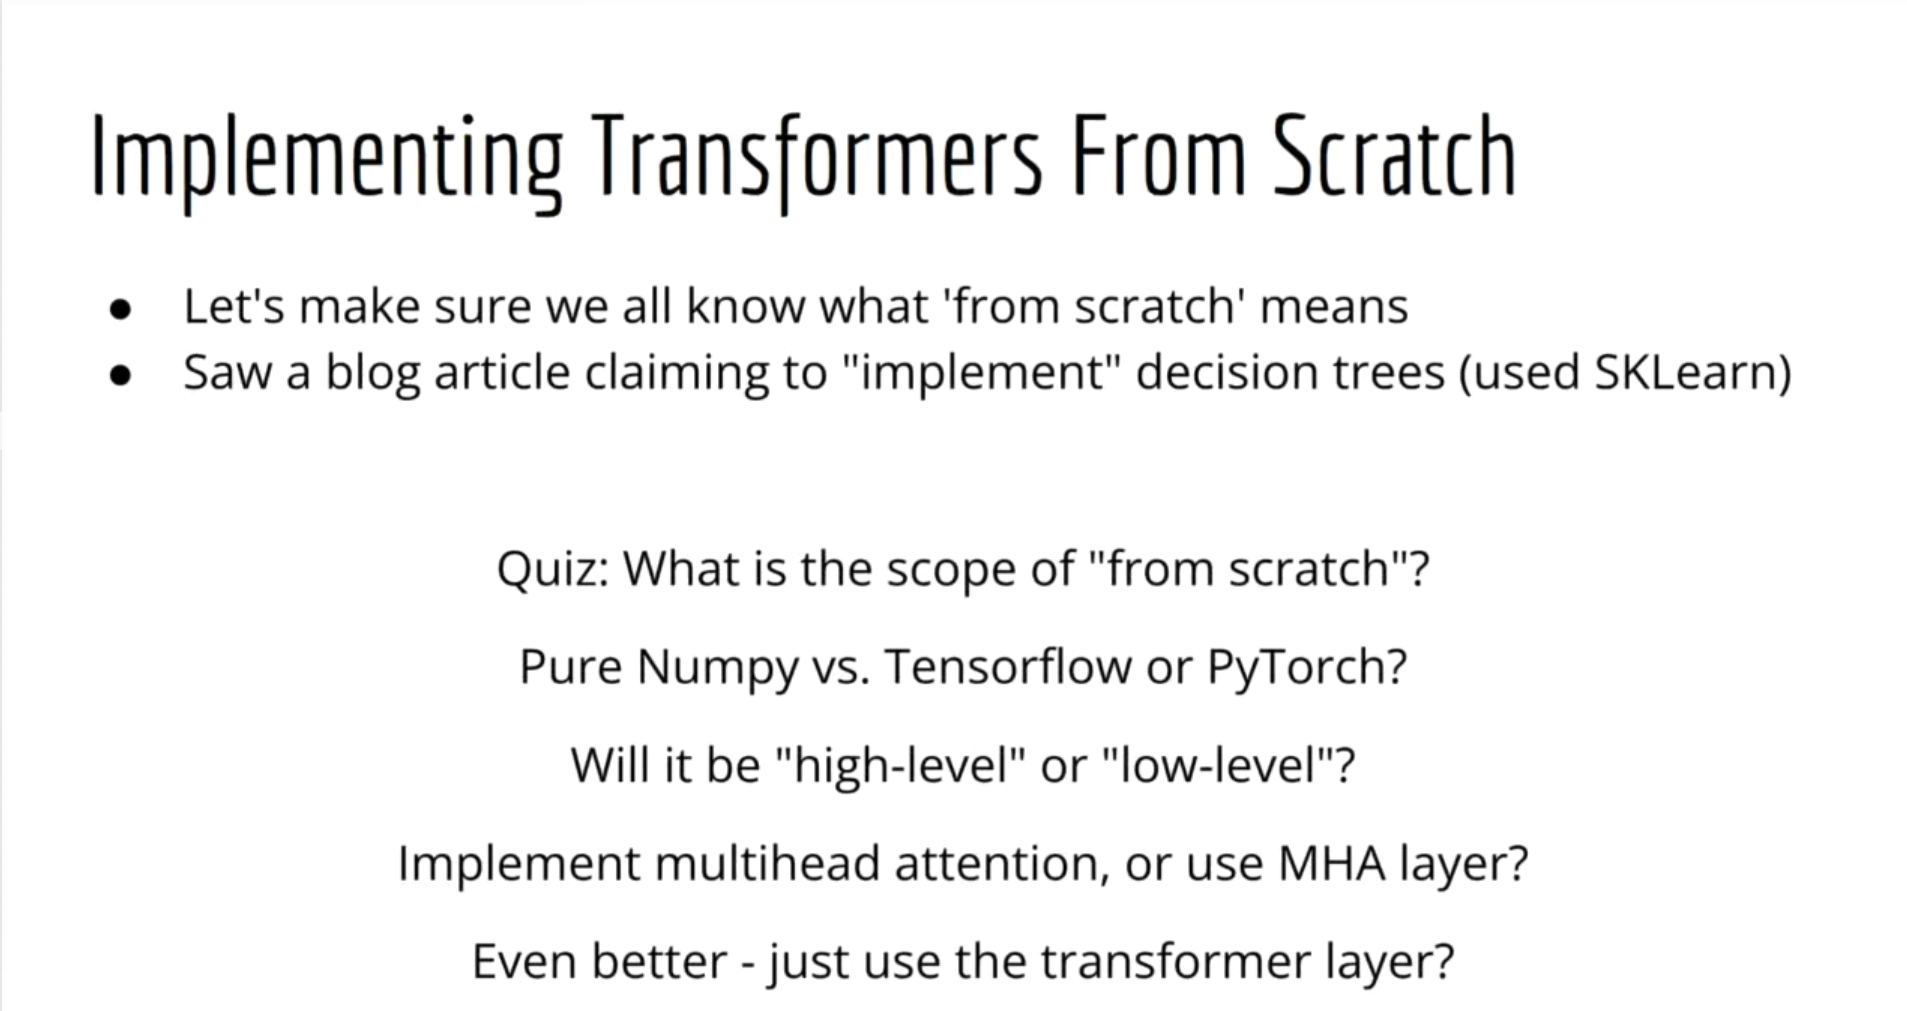 Implementing Transformers From Scratch
● Let's make sure we all know what 'from scratch' means
● Saw a blog article claiming to "implement" decision trees (used SKLearn)
Quiz: What is the scope of "from scratch"?
Pure Numpy vs. Tensorflow or PyTorch?
Will it be "high-level" or "low-level"?
Implement multihead attention, or use MHA layer?
Even better - just use the transformer layer?